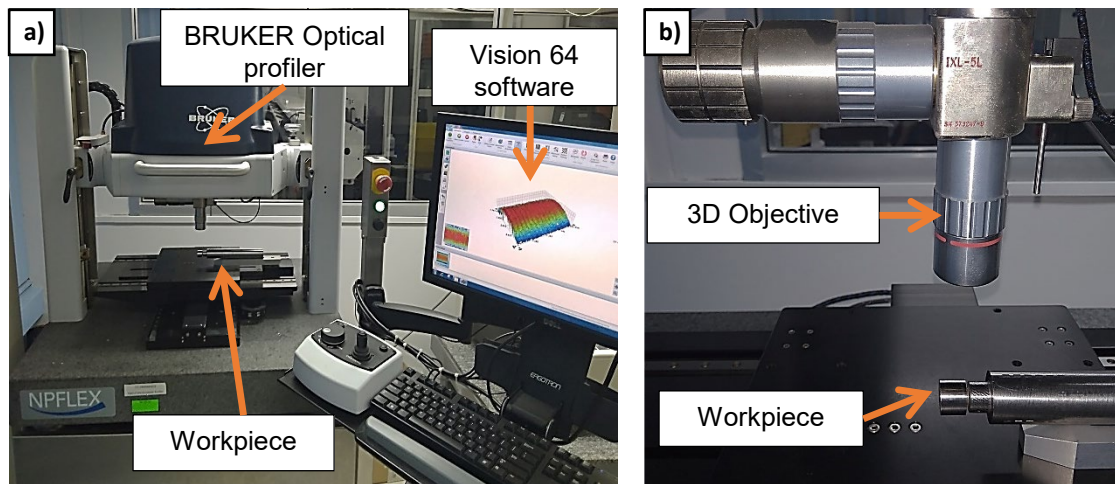 a)
BRUKER Optical
profiler
Vision 64
software
BRUKER
NPFLEX
ERGOTRON
Workpiece
b)
IXL-5L
3D Objective
Workpiece